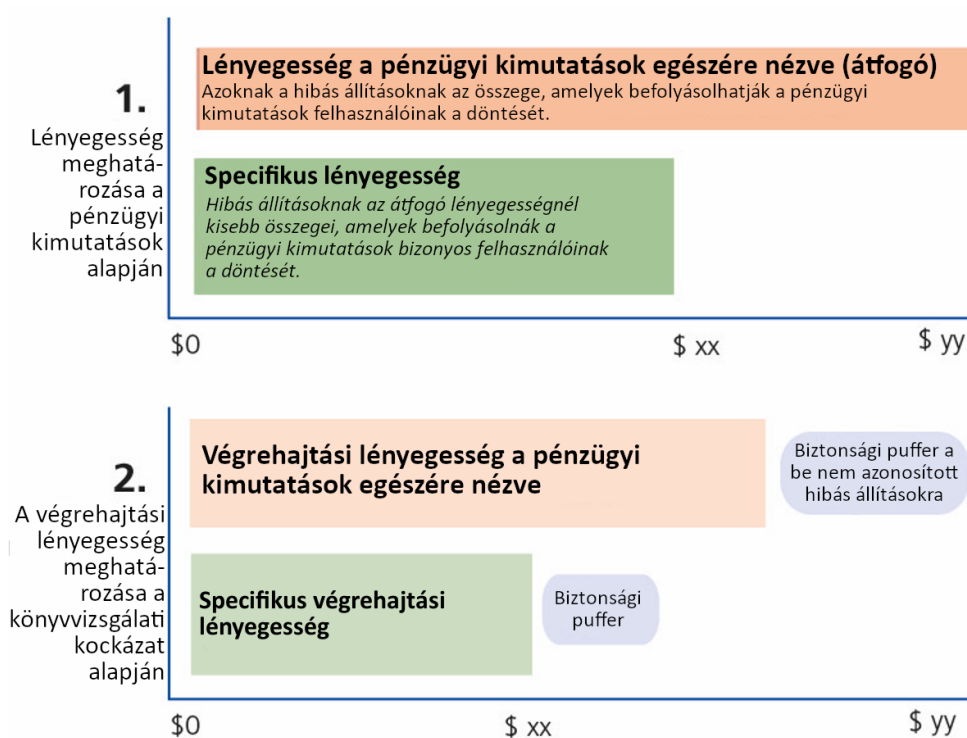 1.
Lényegesség
meghatá-
rozása a
pénzügyi
kimutatások
alapján
Lényegesség a pénzügyi kimutatások egészére nézve (átfogó)
Azoknak a hibás állításoknak az összege, amelyek befolyásolhatják a pénzügyi
kimutatások felhasználóinak a döntését.
Specifikus lényegesség
Hibás állításoknak az átfogó lényegességnél
kisebb összegei, amelyek befolyásolnák a
pénzügyi kimutatások bizonyos felhasználóinak
a döntését.
$0
$ xx
$ yy
2.
A végrehajtási
lényegesség
meghatá-
rozása a
könyvvizsgálati
kockázat
alapján
Végrehajtási lényegesség a pénzügyi
kimutatások egészére nézve
Biztonsági puffer a
be nem azonosított
hibás állításokra
Specifikus végrehajtási
lényegesség
Biztonsági
puffer
$0
$ xx
$ yy